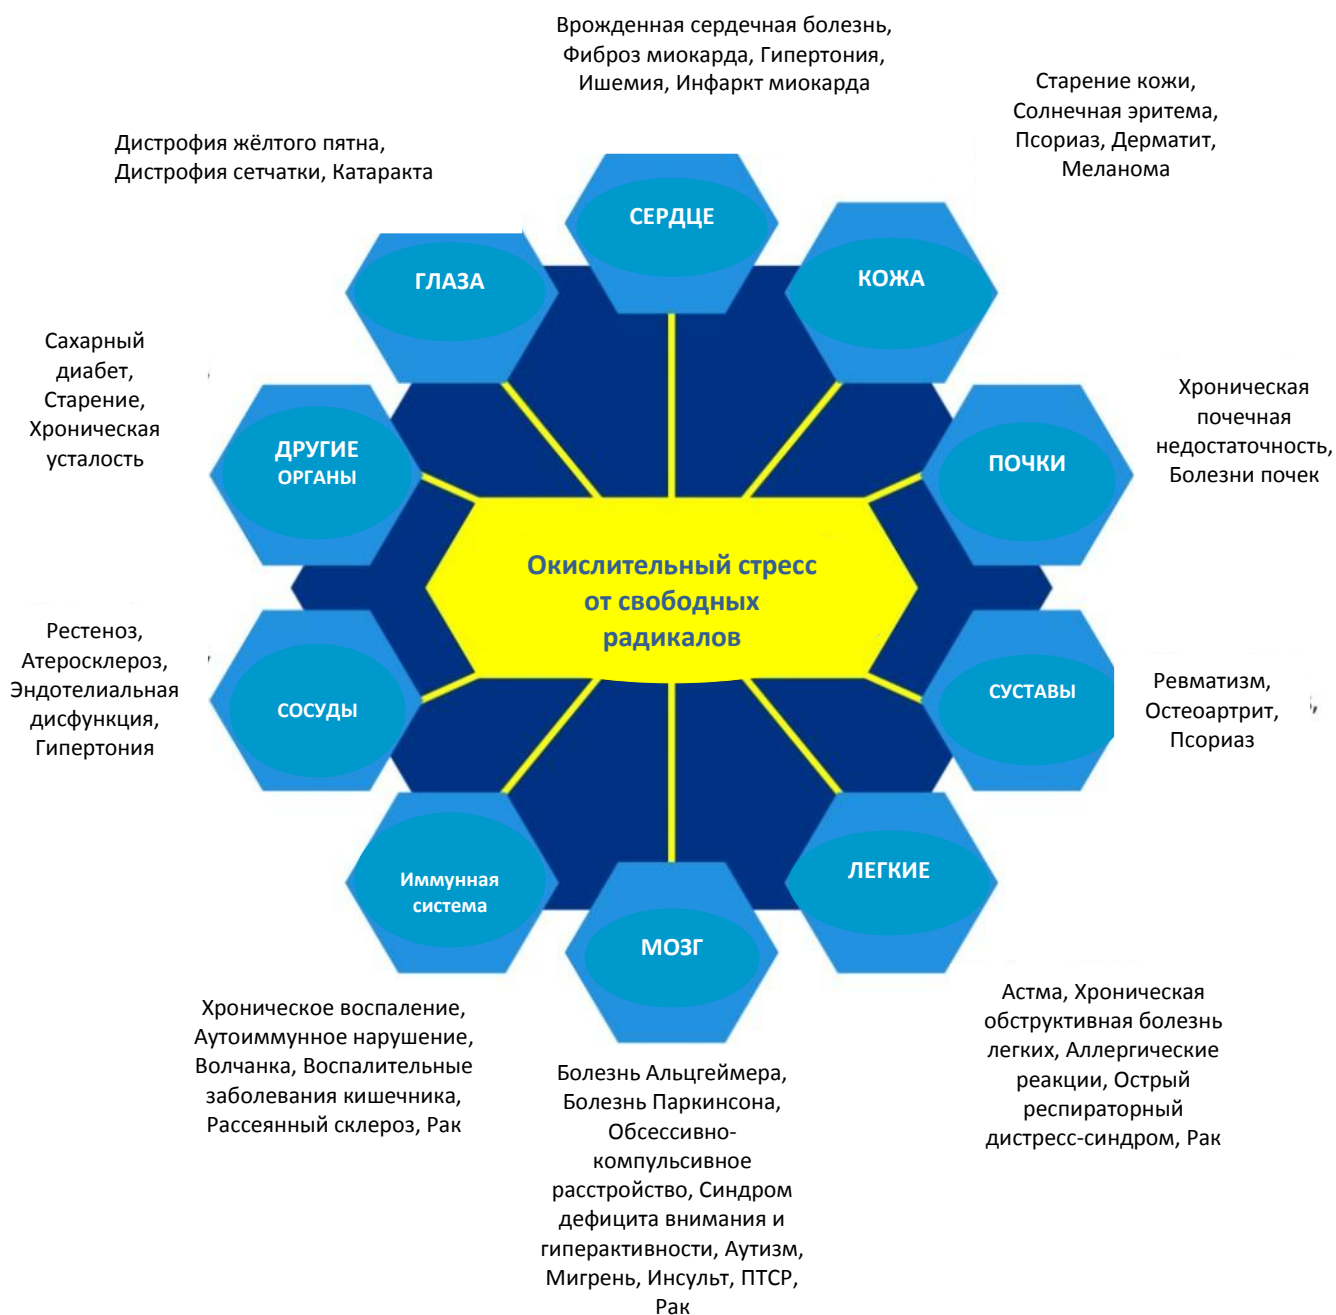 Врожденная сердечная болезнь,
Фиброз миокарда, Гипертония,
Ишемия, Инфаркт миокарда
Старение кожи,
Солнечная эритема,
Псориаз, Дерматит,
Меланома
Дистрофия жёлтого пятна,
Дистрофия сетчатки, Катаракта
СЕРДЦЕ
КОЖА
ГЛАЗА
Сахарный
диабет,
Старение,
Хроническая
усталость
ДРУГИЕ
ОРГАНЫ
ПОЧКИ
Хроническая
почечная
недостаточность,
Болезни почек
Окислительный стресс
от свободных
радикалов
Рестеноз,
Атеросклероз,
Эндотелиальная
дисфункция,
Гипертония
СОСУДЫ
СУСТАВЫ
Ревматизм,
Остеоартрит,
Псориаз
Иммунная
система
МОЗГ
ЛЕГКИЕ
Хроническое воспаление,
Аутоиммунное нарушение,
Волчанка, Воспалительные
заболевания кишечника,
Рассеянный склероз, Рак
Болезнь Альцгеймера,
Болезнь Паркинсона,
Обсессивно-
компульсивное
расстройство, Синдром
дефицита внимания и
гиперактивности, Аутизм,
Мигрень, Инсульт, ПТСР,
Рак
Астма, Хроническая
обструктивная болезнь
легких, Аллергические
реакции, Острый
респираторный
дистресс-синдром, Рак